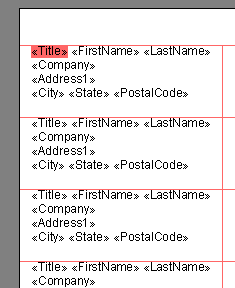 «Title» «FirstName» «LastName»
«Company»
«Address1»
«City» «State» «PostalCode»
«Title» «FirstName» «LastName»
«Company»
«Address1»
«City» «State» «PostalCode»
«Title» «FirstName» «LastName»
«Company»
«Address1»
«City» «State» «PostalCode»
«Title» «FirstName» «LastName»
«Company»